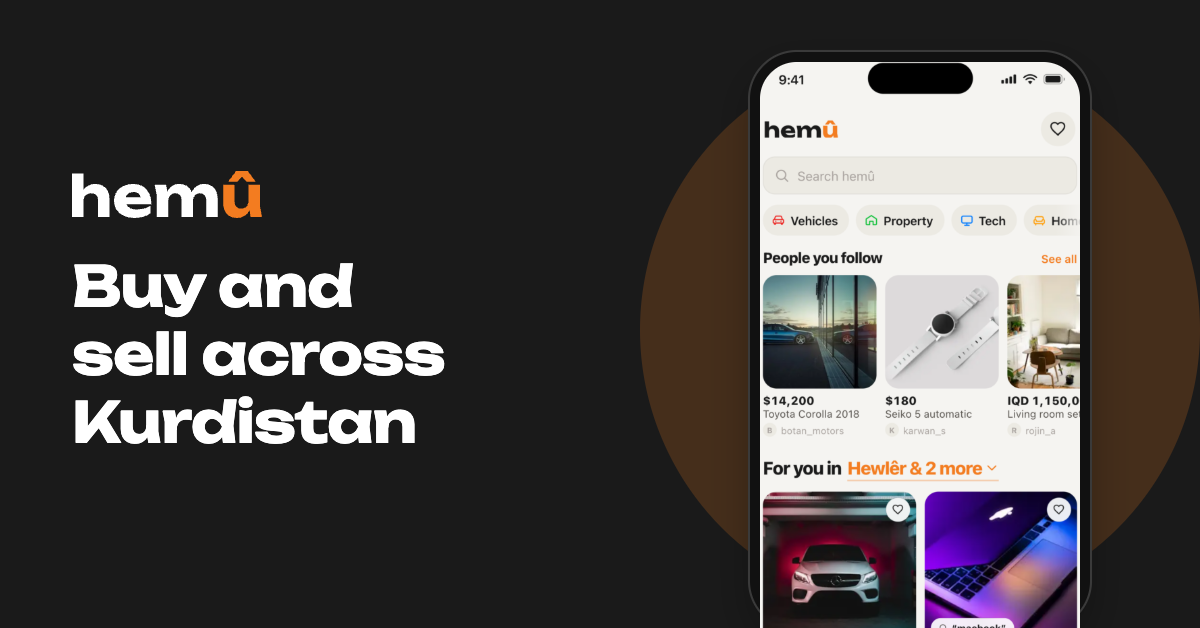 hemû
Buy and
sell across
Kurdistan
9:41
hemû
Search hemû
Vehicles
Property
Tech
Hom
People you follow
See all
$14,200
Toyota Corolla 2018
B botan_motors
$180
Seiko 5 automatic
K karwan_s
IQD 1,150,0
Living room set
R rojin_a
For you in Hewlêr & 2 more
"macbook"